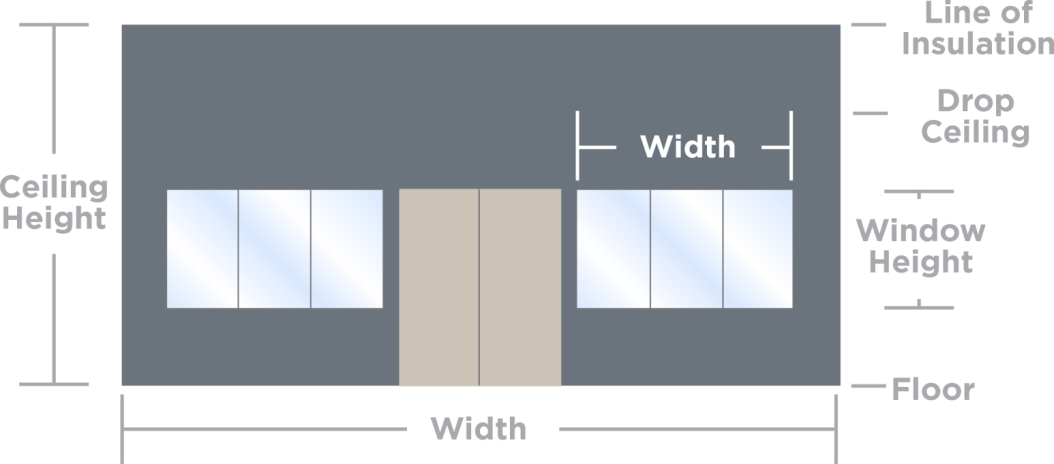 Line of
Insulation
Drop
Ceiling
Width
Ceiling
Height
Window
Height
Floor
Width